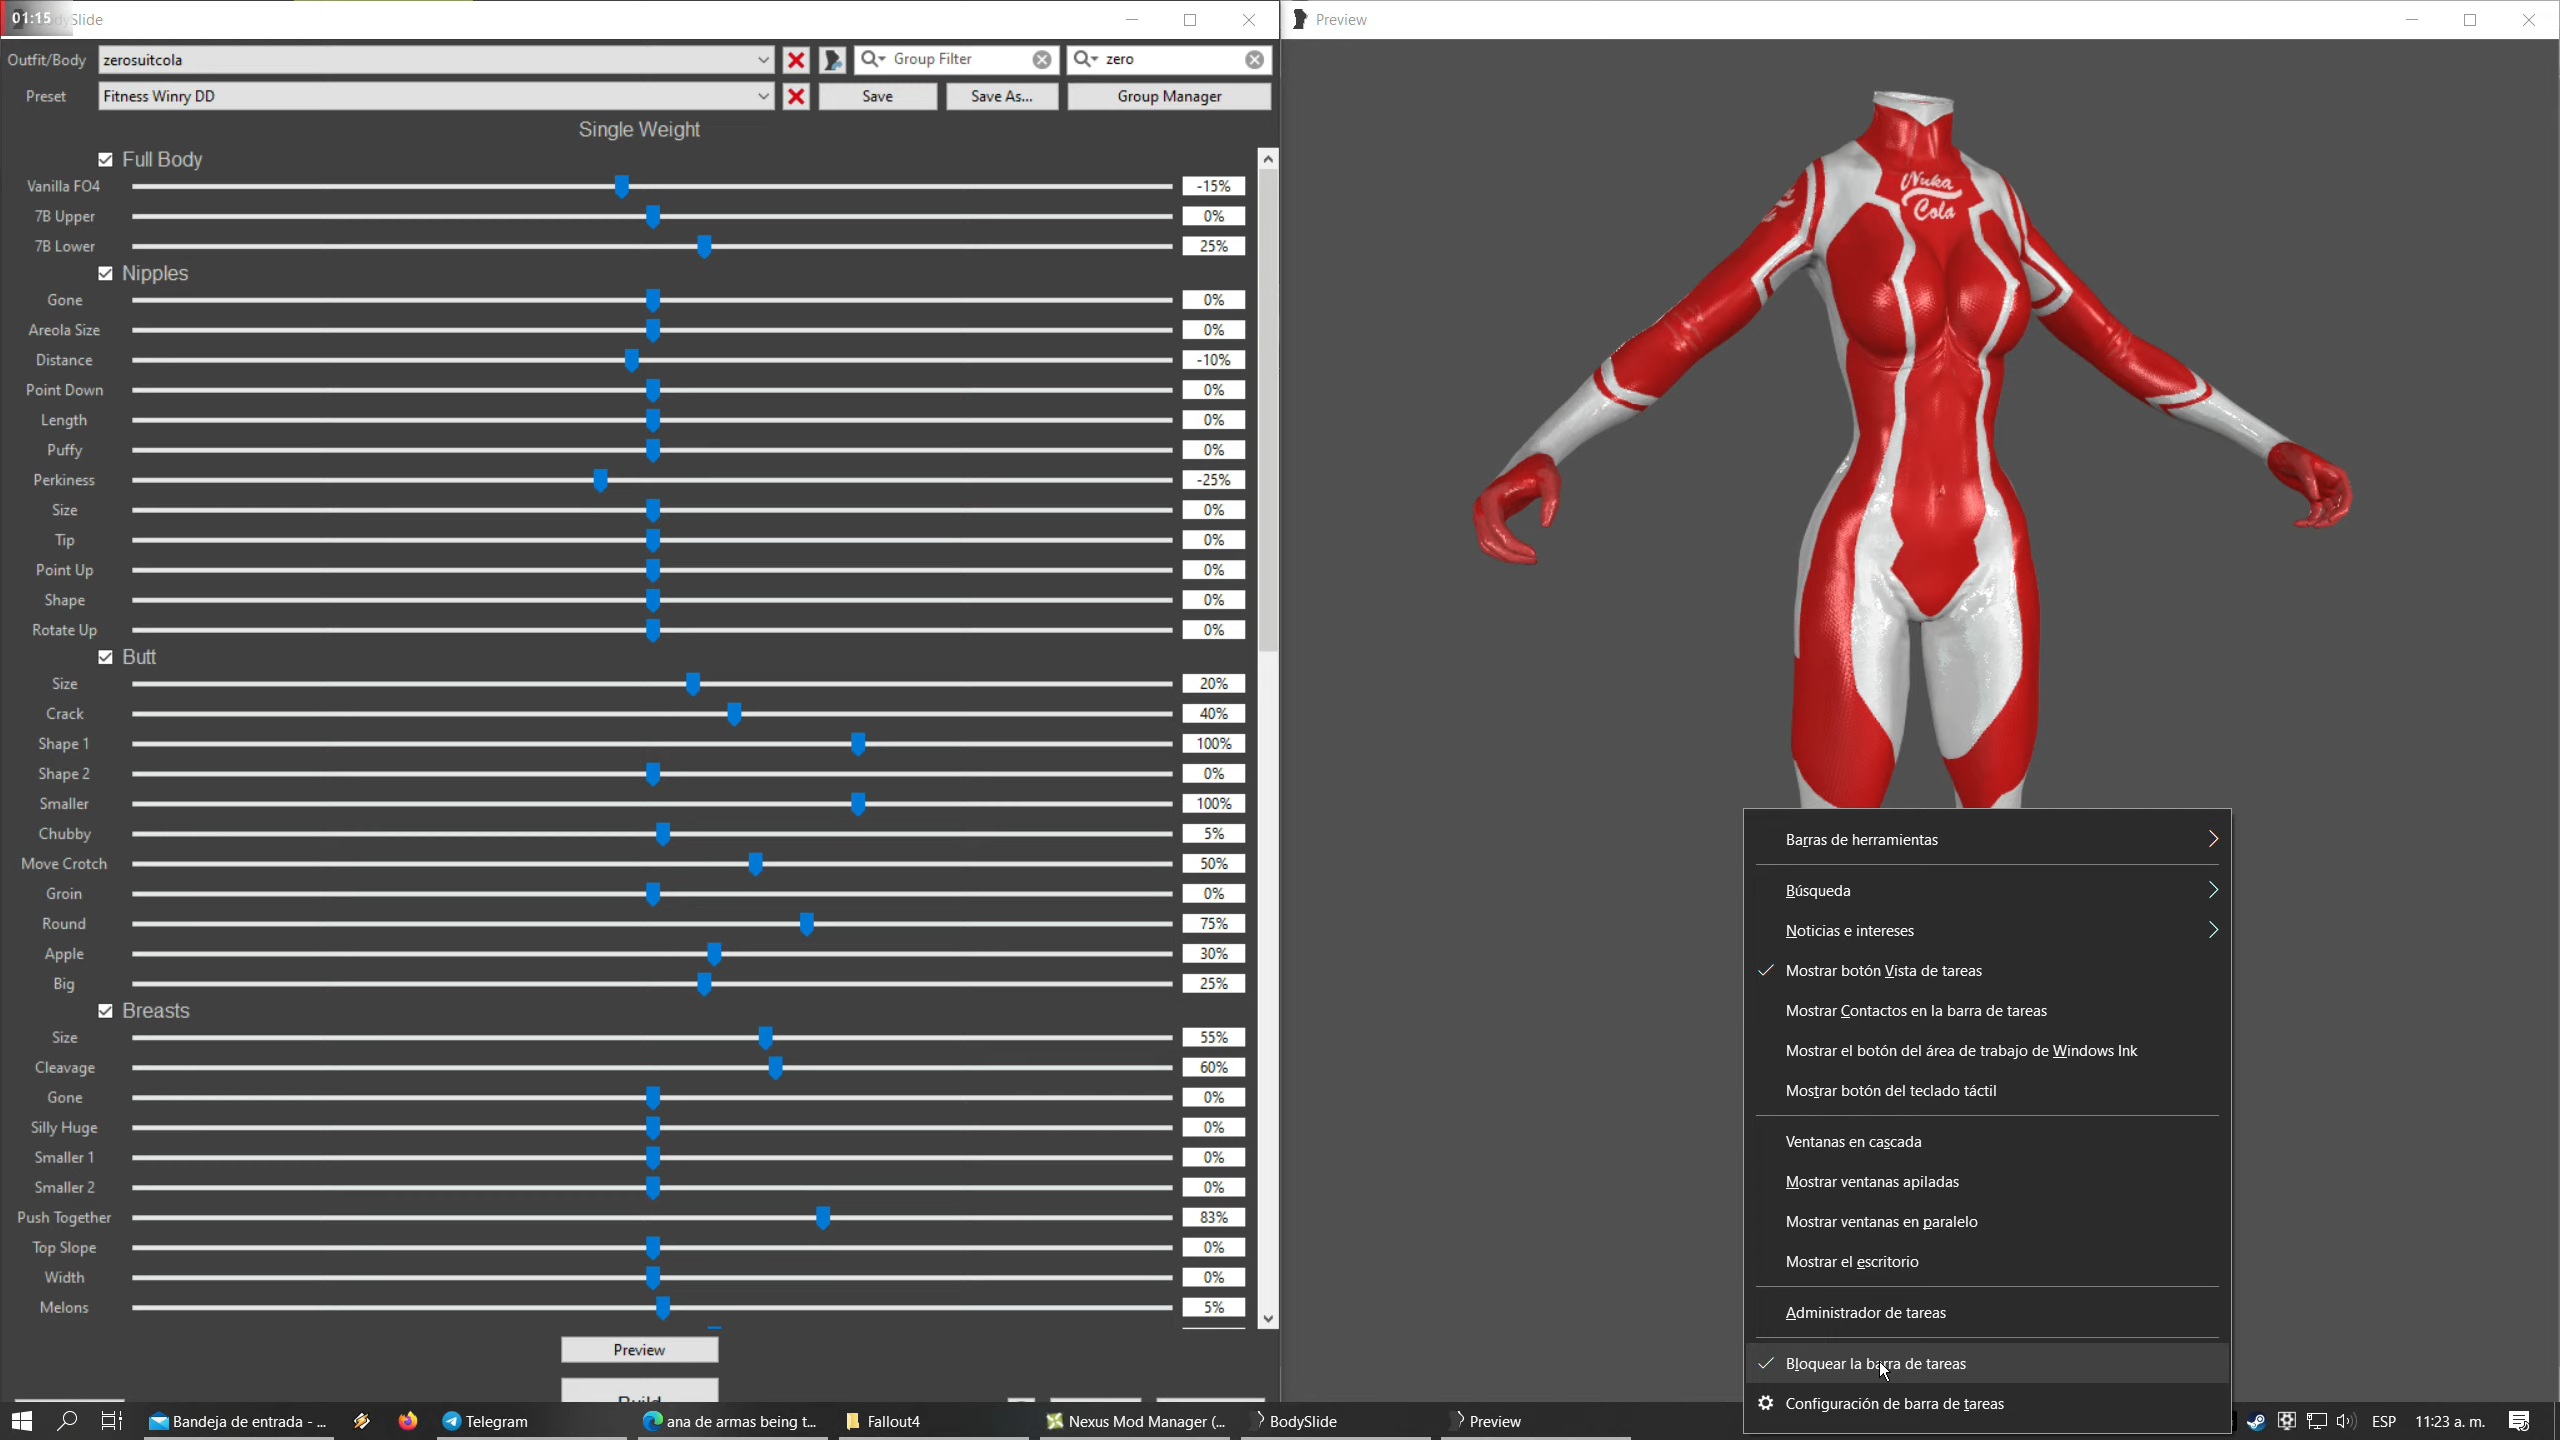 01:15
Slide
Preview
Outfit/Body
zerosuitcola
Group Filter
zero
Preset
Fitness Winry DD
Save
Save As...
Group Manager
Single Weight
Full Body
Vanilla FO4
-15%
7B Upper
0%
7B Lower
25%
Nipples
Gone
0%
Areola Size
0%
Distance
-10%
Point Down
0%
Length
0%
Puffy
0%
Perkiness
-25%
Size
0%
Tip
0%
Point Up
0%
Shape
0%
Rotate Up
0%
Butt
Size
20%
Crack
40%
Shape 1
100%
Shape 2
0%
Smaller
100%
Chubby
5%
Move Crotch
50%
Groin
0%
Round
75%
Apple
30%
Big
25%
Breasts
Size
55%
Cleavage
60%
Gone
0%
Silly Huge
0%
Smaller 1
0%
Smaller 2
0%
Push Together
83%
Top Slope
0%
Width
0%
Melons
5%
Preview
Build
Nuka
Cola
Barras de herramientas
Búsqueda
Noticias e intereses
Mostrar botón Vista de tareas
Mostrar Contactos en la barra de tareas
Mostrar el botón del área de trabajo de Windows Ink
Mostrar botón del teclado táctil
Ventanas en cascada
Mostrar ventanas apiladas
Mostrar ventanas en paralelo
Mostrar el escritorio
Administrador de tareas
Bloquear la barra de tareas
Configuración de barra de tareas
Bandeja de entrada - ...
Telegram
ana de armas being t...
Fallout4
Nexus Mod Manager (...
BodySlide
Preview
ESP
11:23 a. m.